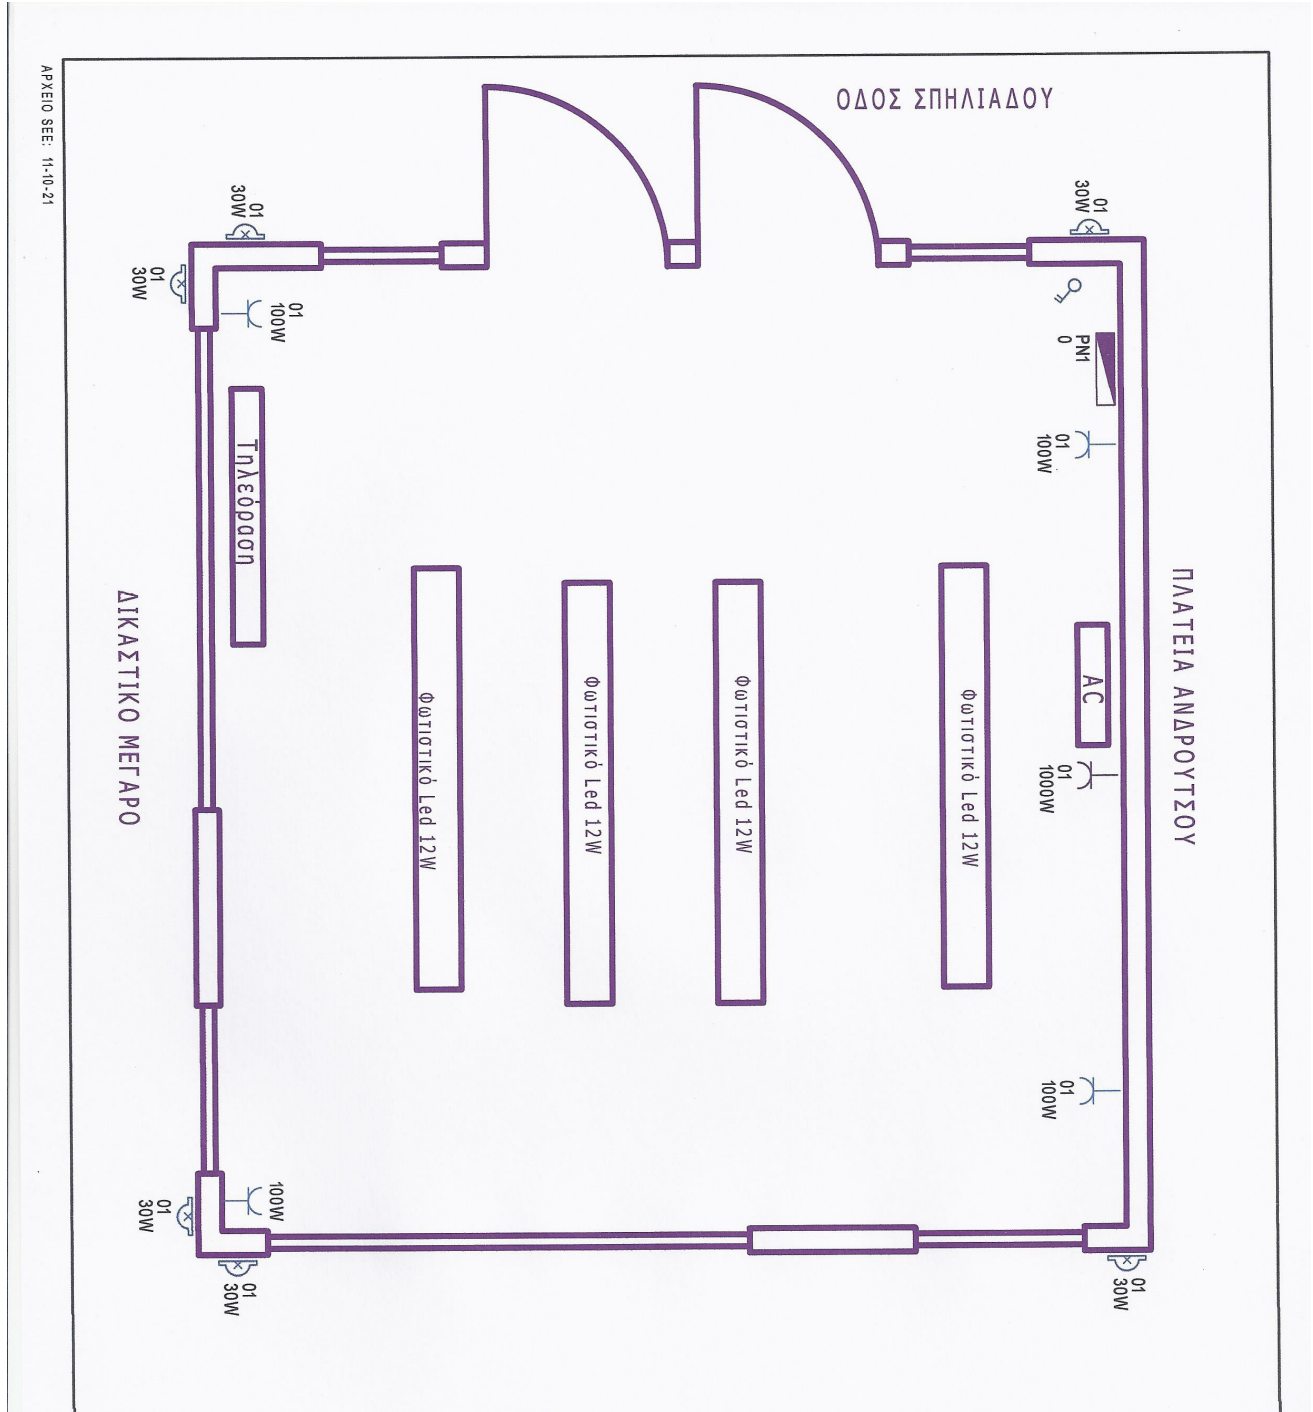 ΑΡΧΕΙΟ SEE: 11-10-21
ΟΔΟΣ ΣΠΗΛΙΑΔΟΥ
01
30W
01
30W
01
30W
01
100W
PN1
0
01
100W
Τηλεόραση
ΔΙΚΑΣΤΙΚΟ ΜΕΓΑΡΟ
Φωτιστικό Led 12W
Φωτιστικό Led 12W
Φωτιστικό Led 12W
Φωτιστικό Led 12W
AC
ΠΛΑΤΕΙΑ ΑΝΔΡΟΥΤΣΟΥ
01
1000W
01
100W
100W
01
30W
01
30W
01
30W